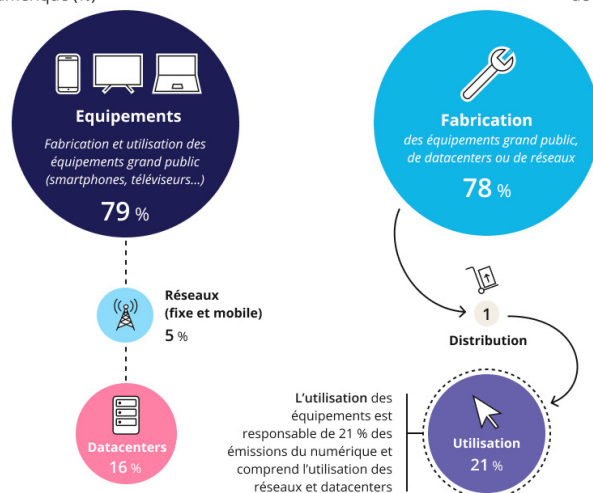 Equipements
Fabrication et utilisation des
équipements grand public
(smartphones, téléviseurs...)
79 %
Réseaux
(fixe et mobile)
5 %
Datacenters
16 %
Fabrication
des équipements grand public,
de datacenters ou de réseaux
78 %
1
Distribution
L'utilisation des
équipements est
responsable de 21 % des
émissions du numérique et
comprend l'utilisation des
réseaux et datacenters
Utilisation
21 %